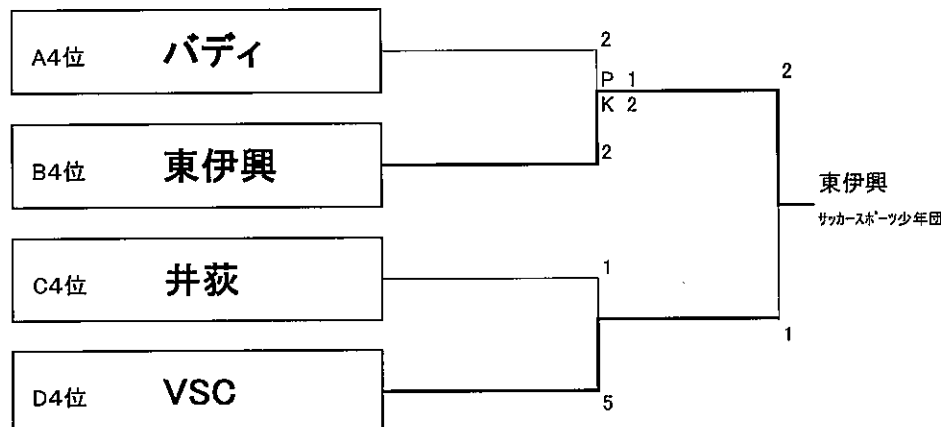 A4位 バディ
2
P 1
K 2
2
B4位 東伊興
2
東伊興
サッカースポーツ少年団
C4位 井荻
1
1
D4位 VSC
5